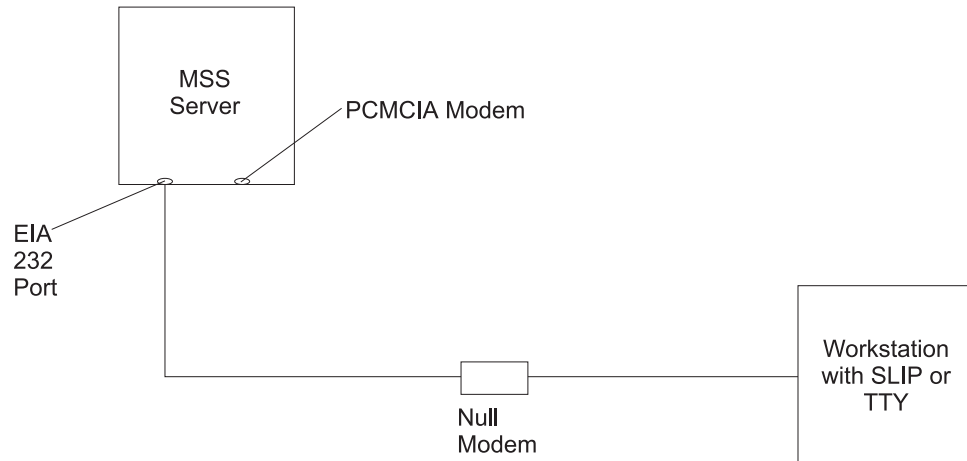 MSS
Server
PCMCIA Modem
EIA
232
Port
Null
Modem
Workstation
with SLIP or
TTY